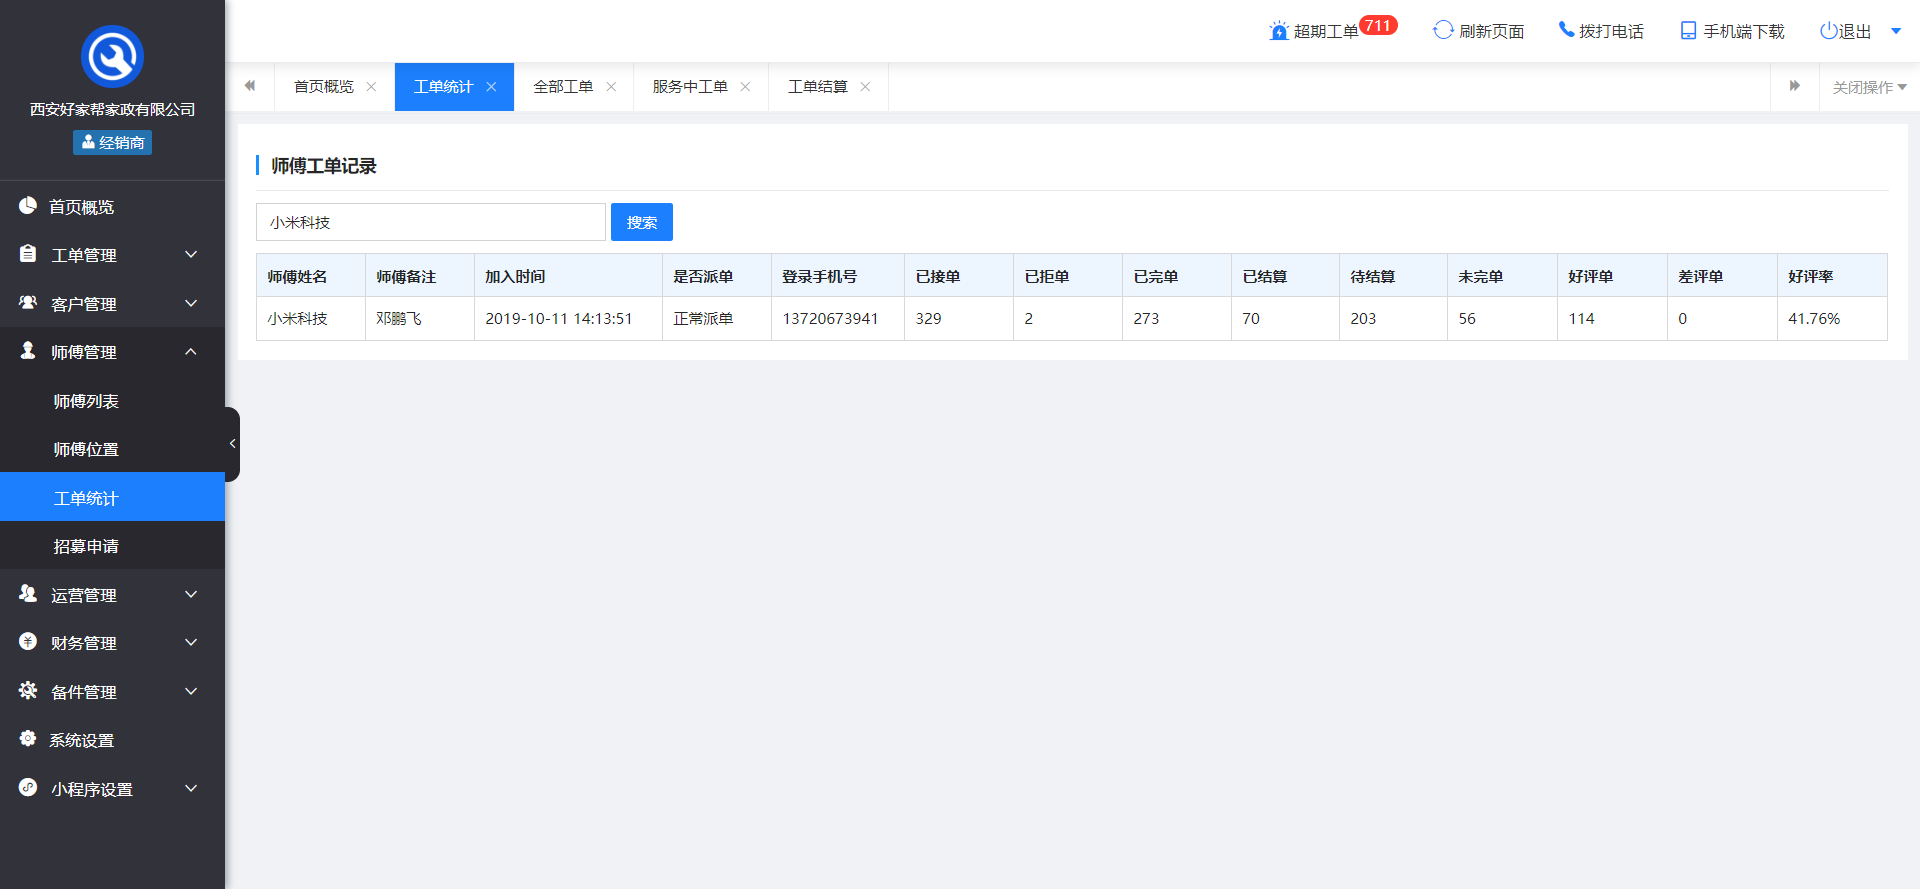 西安好家帮家政有限公司
经销商
首页概览
工单管理
客户管理
师傅管理
师傅列表
师傅位置
工单统计
招募申请
运营管理
财务管理
备件管理
系统设置
小程序设置
超期工单 711 刷新页面 拨打电话 手机端下载 退出
首页概览 工单统计 全部工单 服务中工单 工单结算 关闭操作
师傅工单记录
小米科技 搜索
师傅姓名 师傅备注 加入时间 是否派单 登录手机号 已接单 已拒单 已完单 已结算 待结算 未完单 好评单 差评单 好评率
小米科技 邓鹏飞 2019-10-11 14:13:51 正常派单 13720673941 329 2 273 70 203 56 114 0 41.76%